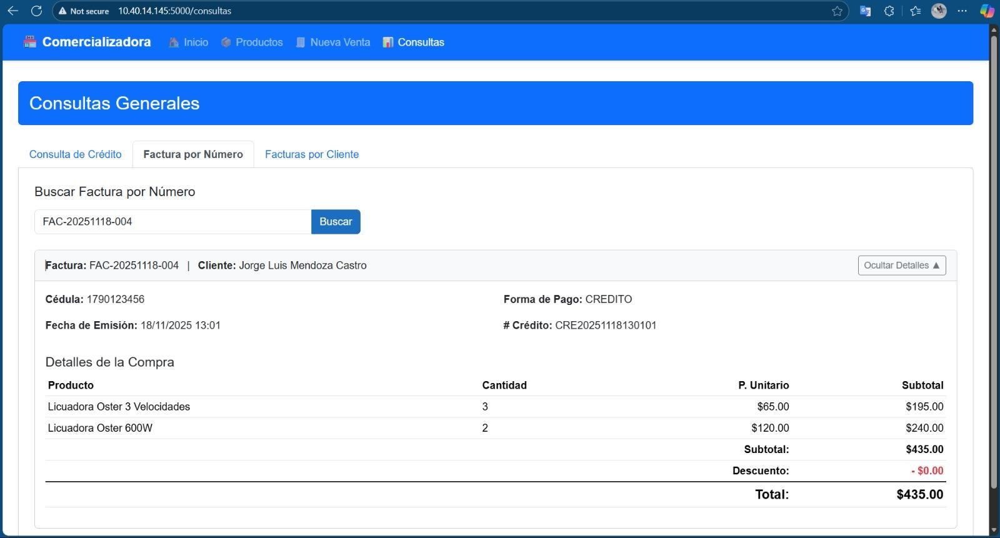 Not secure 10.40.14.145:5000/consultas
Comercializadora Inicio Productos Nueva Venta Consultas
Consultas Generales
Consulta de Crédito Factura por Número Facturas por Cliente
Buscar Factura por Número
FAC-20251118-004 Buscar
Factura: FAC-20251118-004 | Cliente: Jorge Luis Mendoza Castro Ocultar Detalles ▲
Cédula: 1790123456 Forma de Pago: CREDITO
Fecha de Emisión: 18/11/2025 13:01 # Crédito: CRE20251118130101
Detalles de la Compra
Producto Cantidad P. Unitario Subtotal
Licuadora Oster 3 Velocidades 3 $65.00 $195.00
Licuadora Oster 600W 2 $120.00 $240.00
Subtotal: $435.00
Descuento: - $0.00
Total: $435.00